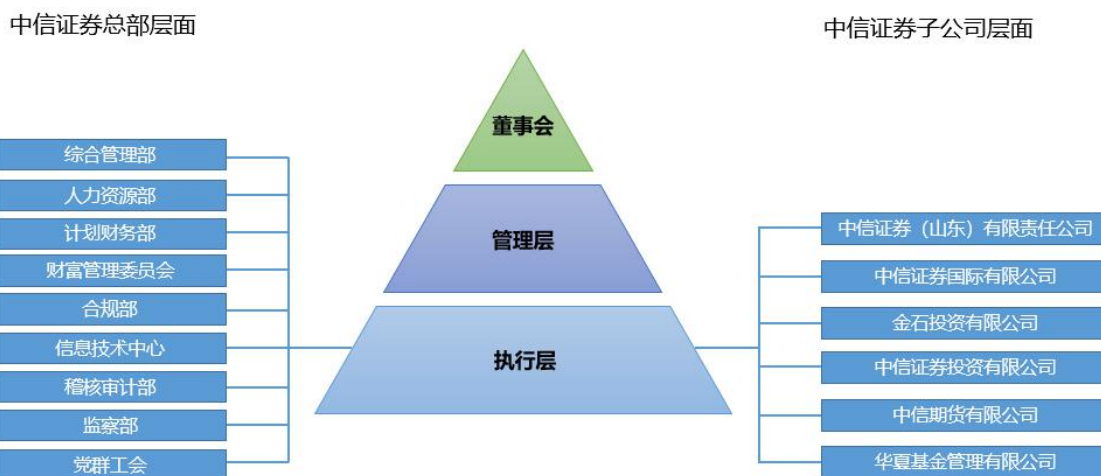 中信证券总部层面
中信证券子公司层面
董事会
管理层
执行层
综合管理部
人力资源部
计划财务部
财富管理委员会
合规部
信息技术中心
稽核审计部
监察部
党群工会
中信证券（山东）有限责任公司
中信证券国际有限公司
金石投资有限公司
中信证券投资有限公司
中信期货有限公司
华夏基金管理有限公司